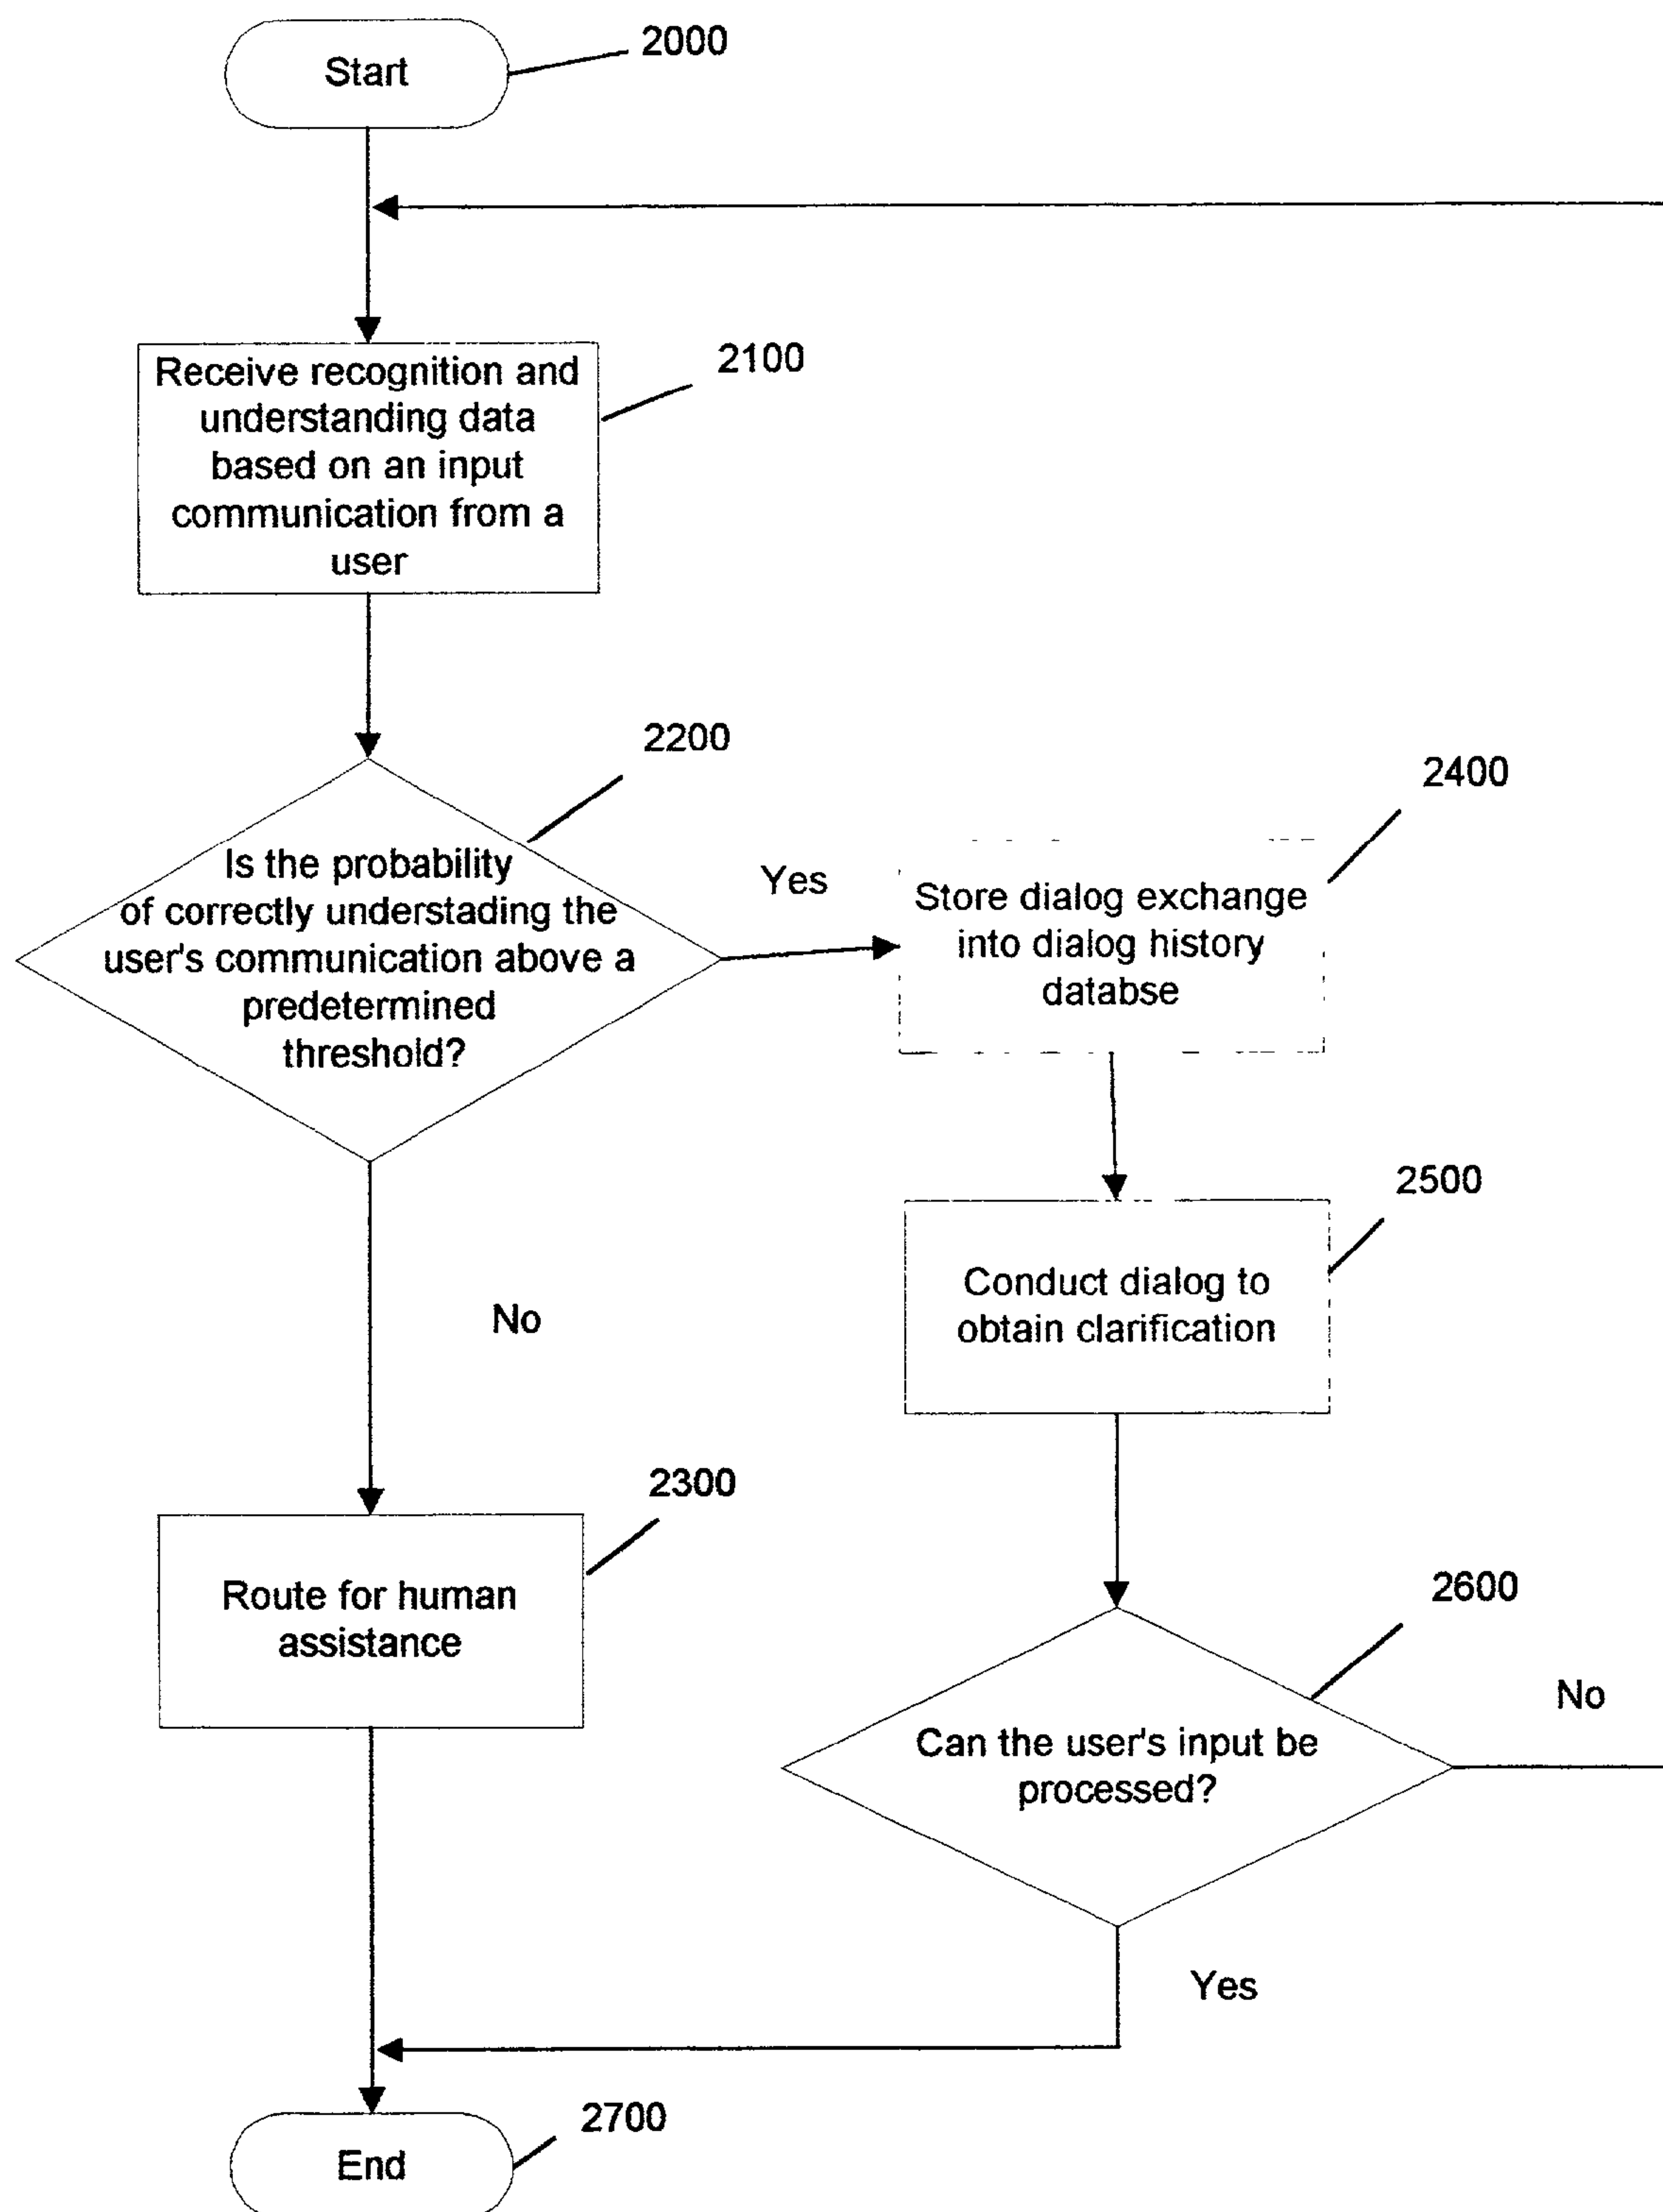 Start
2000
Receive recognition and
understanding data
based on an input
communication from a
user
2100
2200
Is the probability
of correctly understading the
user's communication above a
predetermined
threshold?
Yes
2400
Store dialog exchange
into dialog history
databse
2500
Conduct dialog to
obtain clarification
No
2300
Route for human
assistance
2600
Can the user's input be
processed?
No
Yes
2700
End